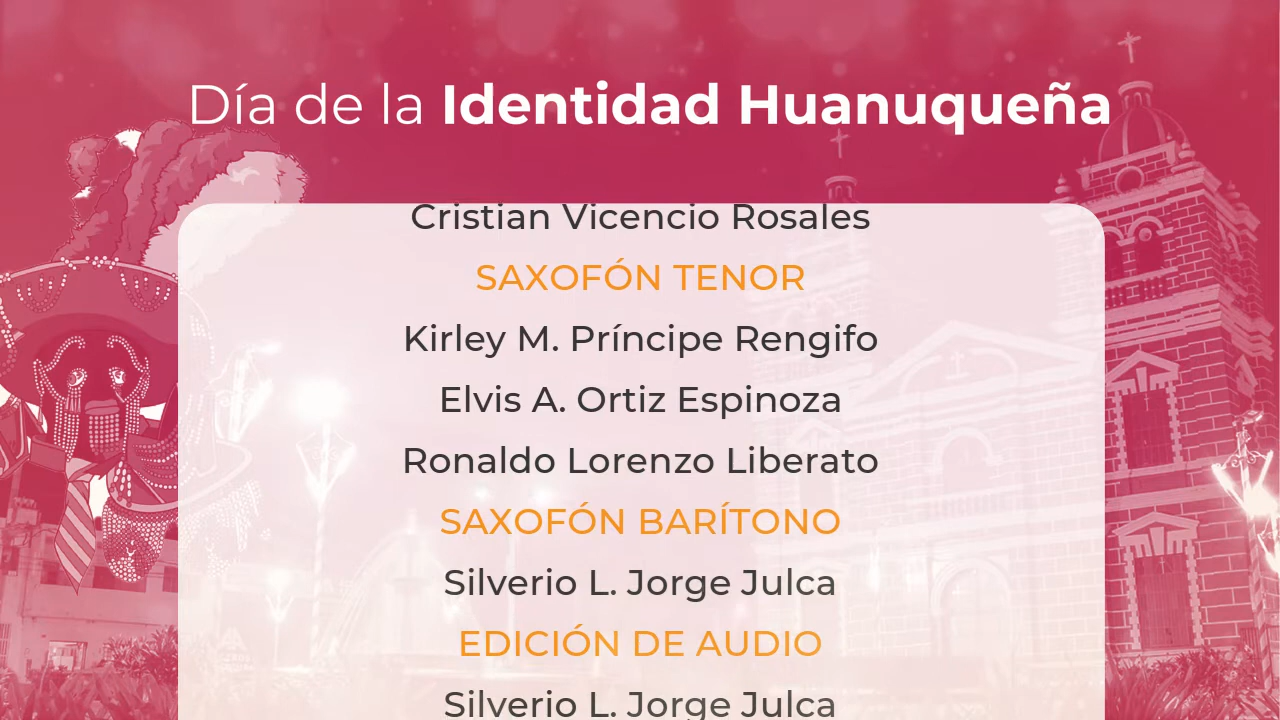 Día de la Identidad Huanuqueña
Cristian Vicencio Rosales
SAXOFÓN TENOR
Kirley M. Príncipe Rengifo
Elvis A. Ortiz Espinoza
Ronaldo Lorenzo Liberato
SAXOFÓN BARÍTONO
Silverio L. Jorge Julca
EDICIÓN DE AUDIO
Silverio L. Jorge Julca